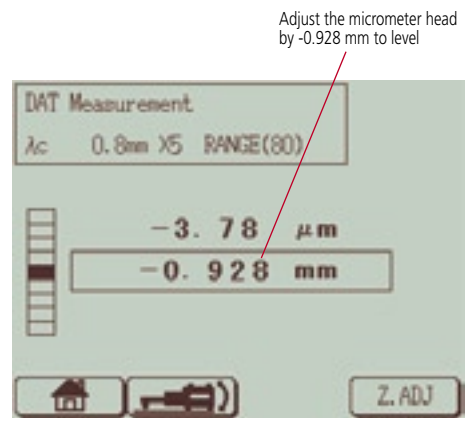 Adjust the micrometer head
by -0.928 mm to level
DAT Measurement
λc 0.8mm X5 RANGE(80)
-3.78 μm
-0.928 mm
Z.ADJ